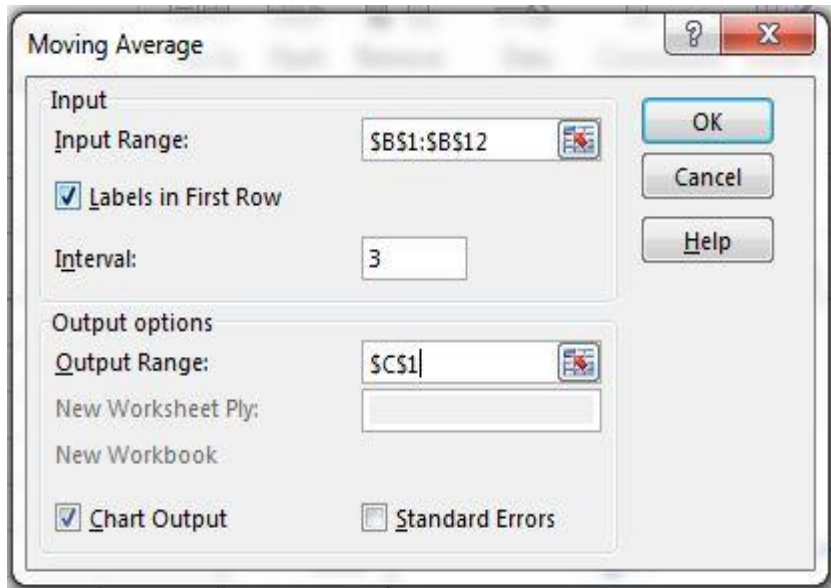 Moving Average
Input
Input Range: $B$1:$B$12
Labels in First Row
Interval: 3
Output options
Output Range: $C$1
New Worksheet Ply:
New Workbook
Chart Output Standard Errors
OK
Cancel
Help